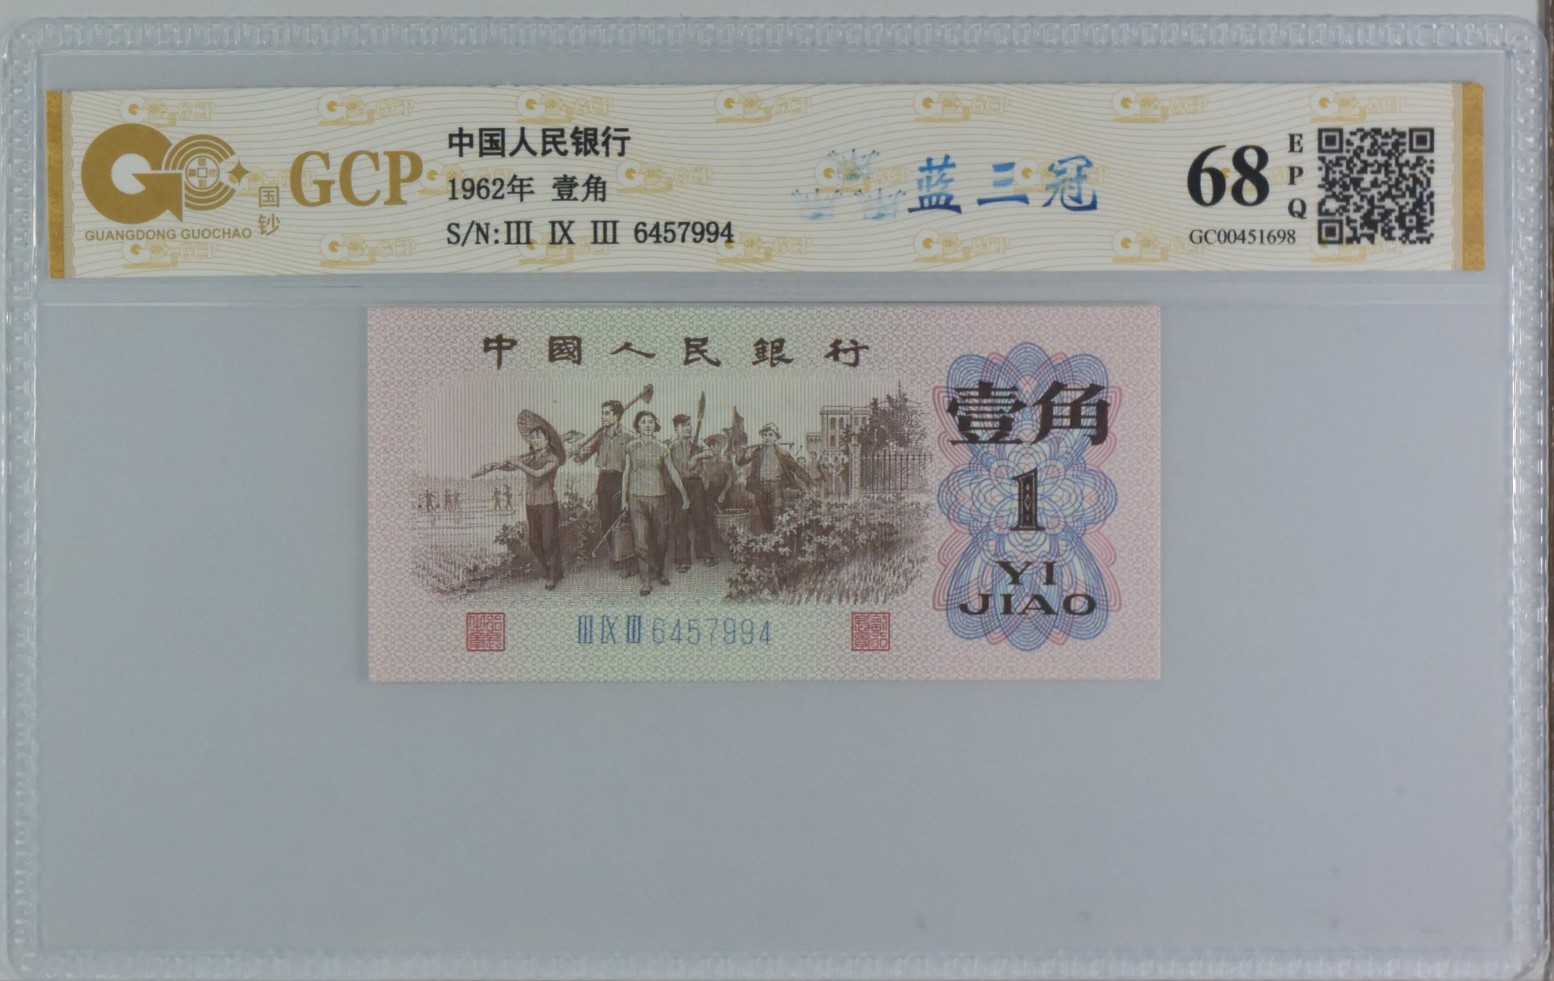 国钞
GCP
GUANGDONG GUOCHAO
中国人民银行
1962年 壹角
S/N:III IX III 6457994
蓝三冠
68
EPQ
GC00451698
中國人民銀行
壹角
1
YI
JIAO
III IX III 6457994